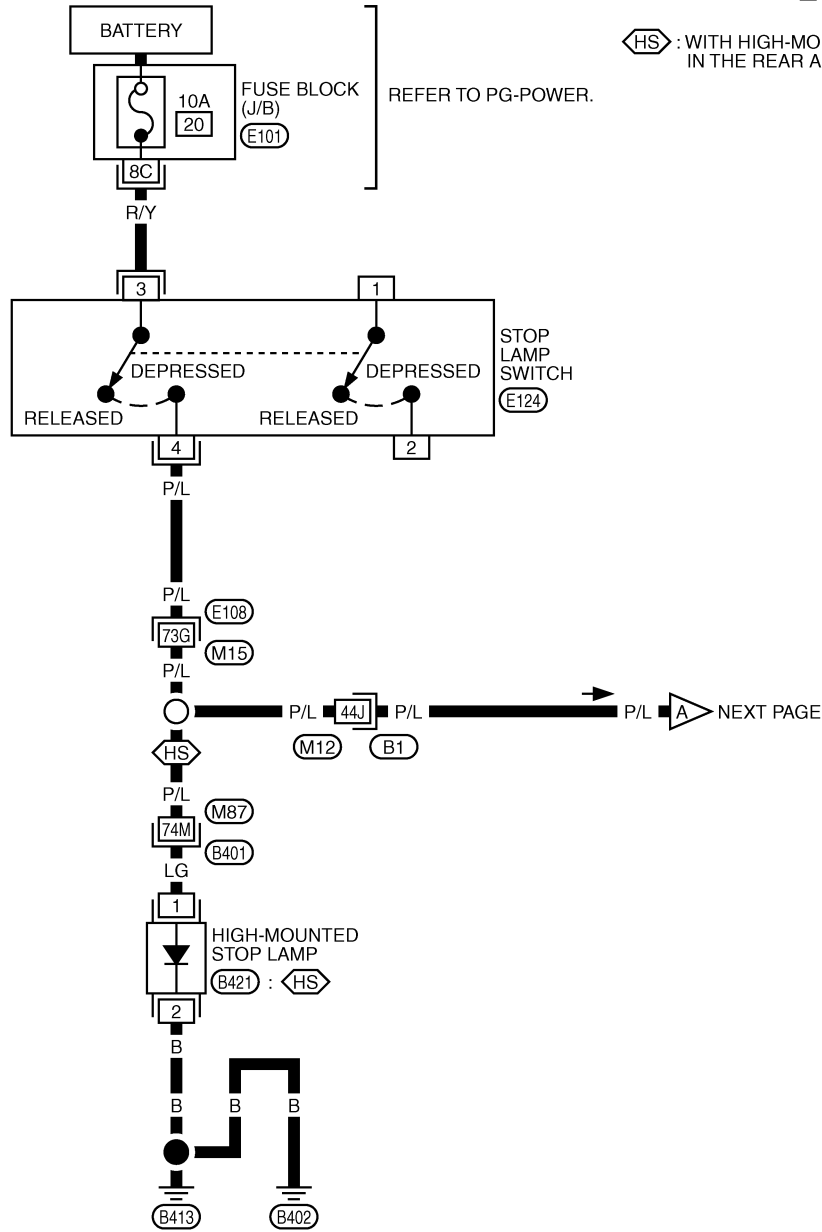 BATTERY
HS : WITH HIGH-MO
IN THE REAR A
10A
20
FUSE BLOCK
(J/B)
E101
REFER TO PG-POWER.
8C
R/Y
3
1
STOP
LAMP
SWITCH
E124
DEPRESSED
DEPRESSED
RELEASED
RELEASED
4
2
P/L
P/L
E108
73G
M15
P/L
P/L
44J
P/L
P/L
A
NEXT PAGE
M12
B1
HS
P/L
M87
74M
B401
LG
1
HIGH-MOUNTED
STOP LAMP
B421 : HS
2
B
B
B
B
B413
B402